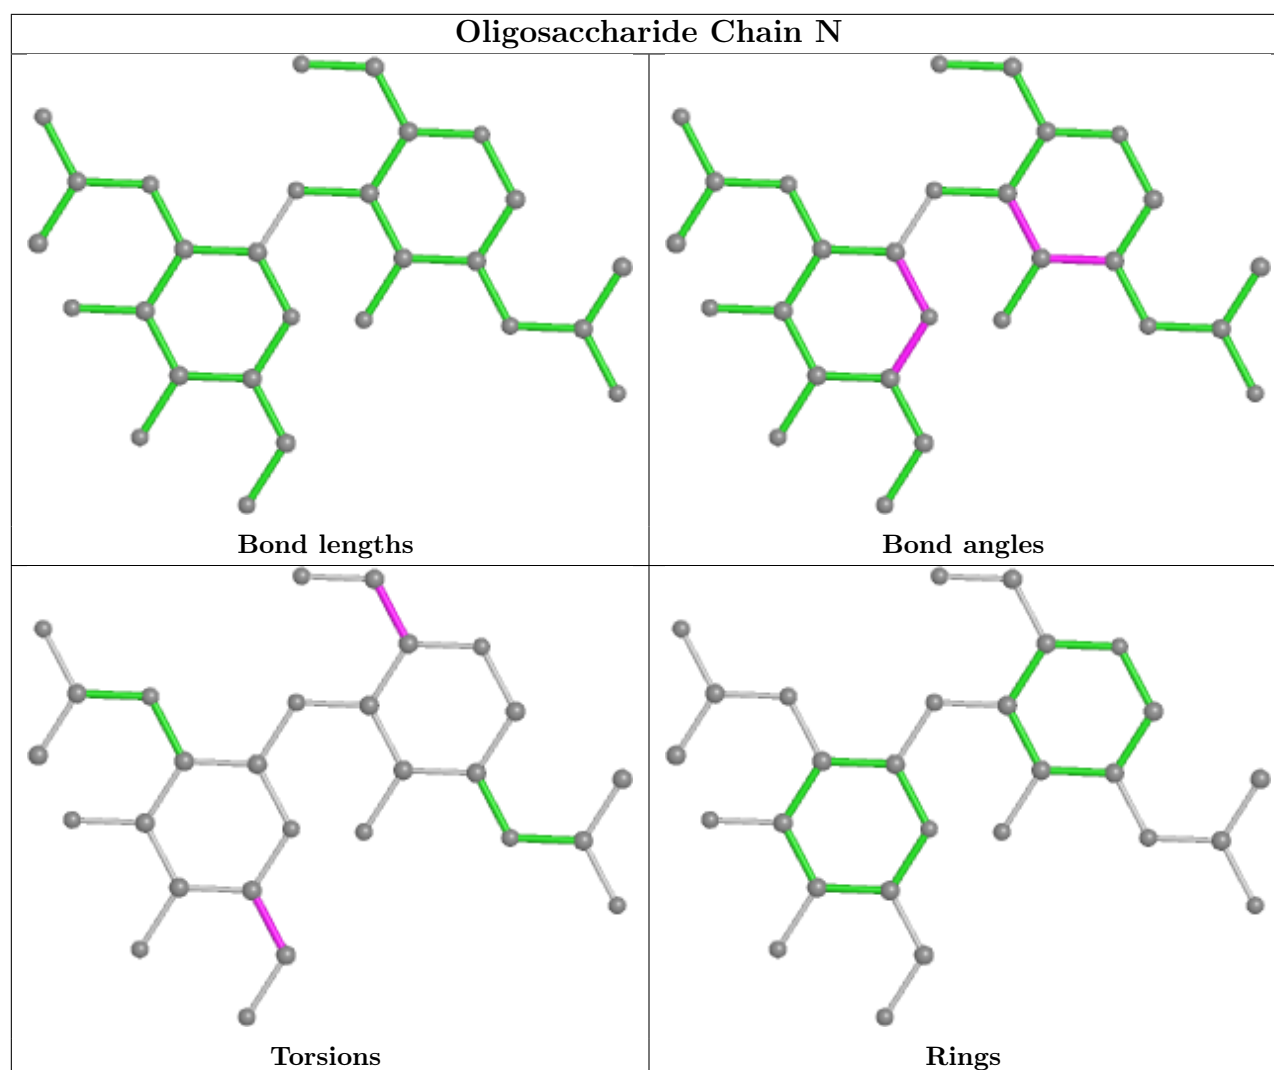 Oligosaccharide Chain N
Bond lengths
Bond angles
Torsions
Rings